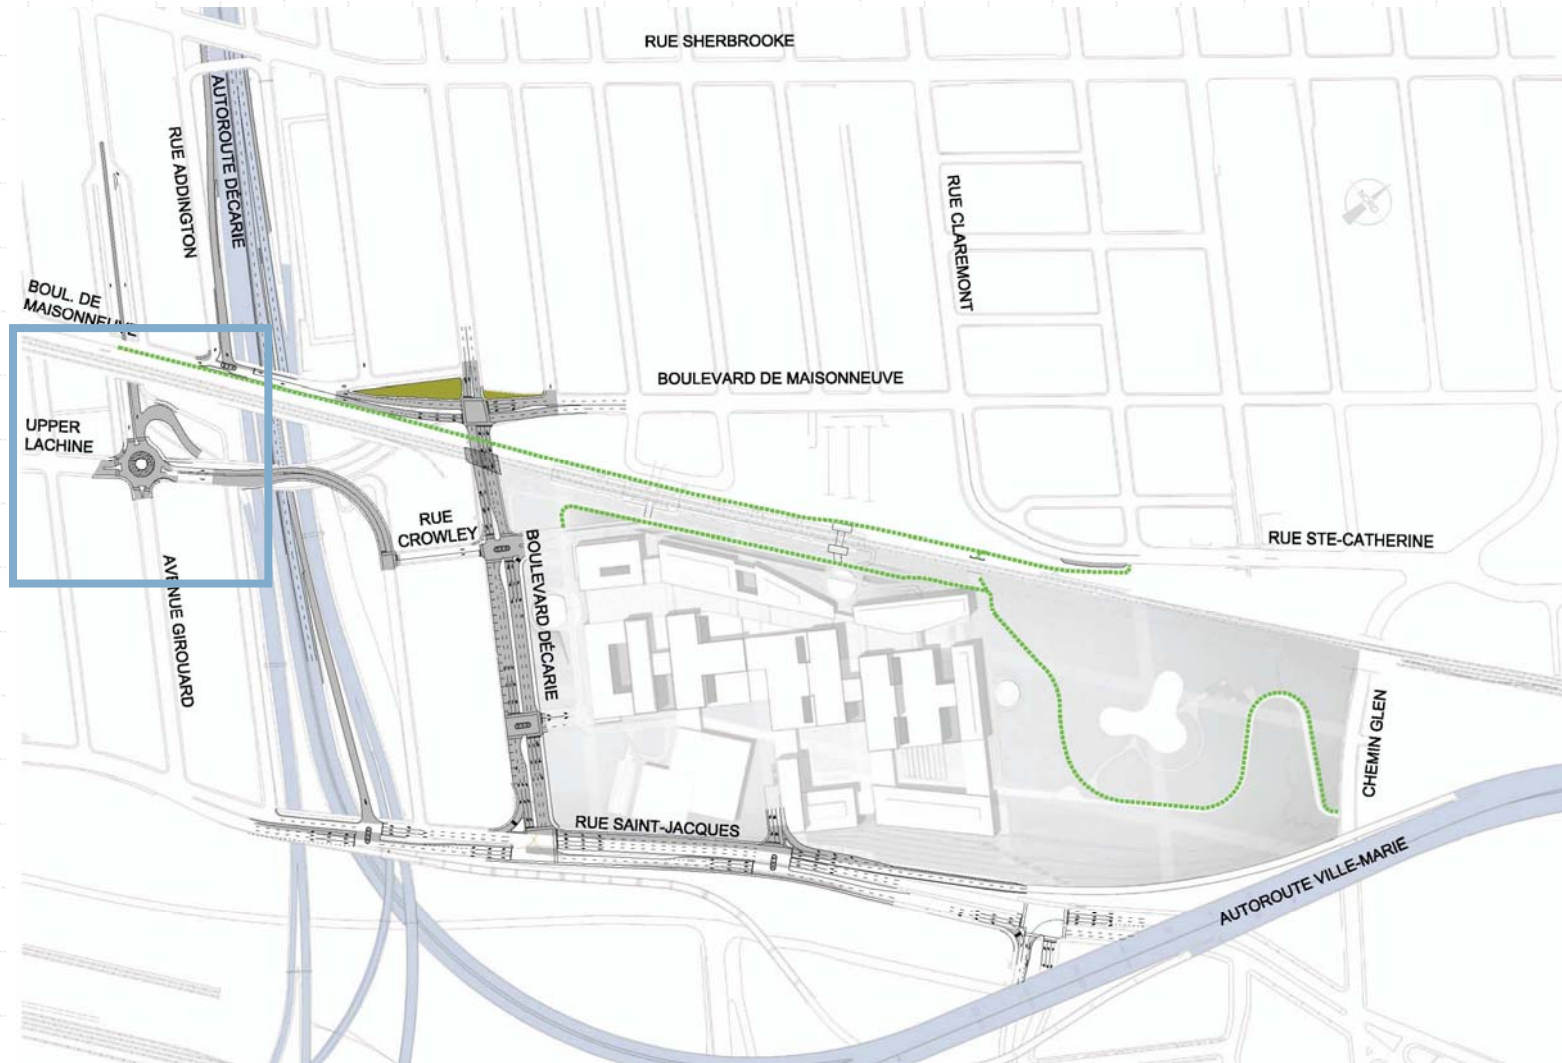 RUE SHERBROOKE
AUTOROUTE DÉCARIE
RUE ADDINGTON
RUE CLAREMONT
BOUL. DE
MAISONNEUVE
BOULEVARD DE MAISONNEUVE
UPPER
LACHINE
RUE
CROWLEY
BOULEVARD DÉCARIE
RUE STE-CATHERINE
AVENUE GIROUARD
CHEMIN GLEN
RUE SAINT-JACQUES
AUTOROUTE VILLE-MARIE